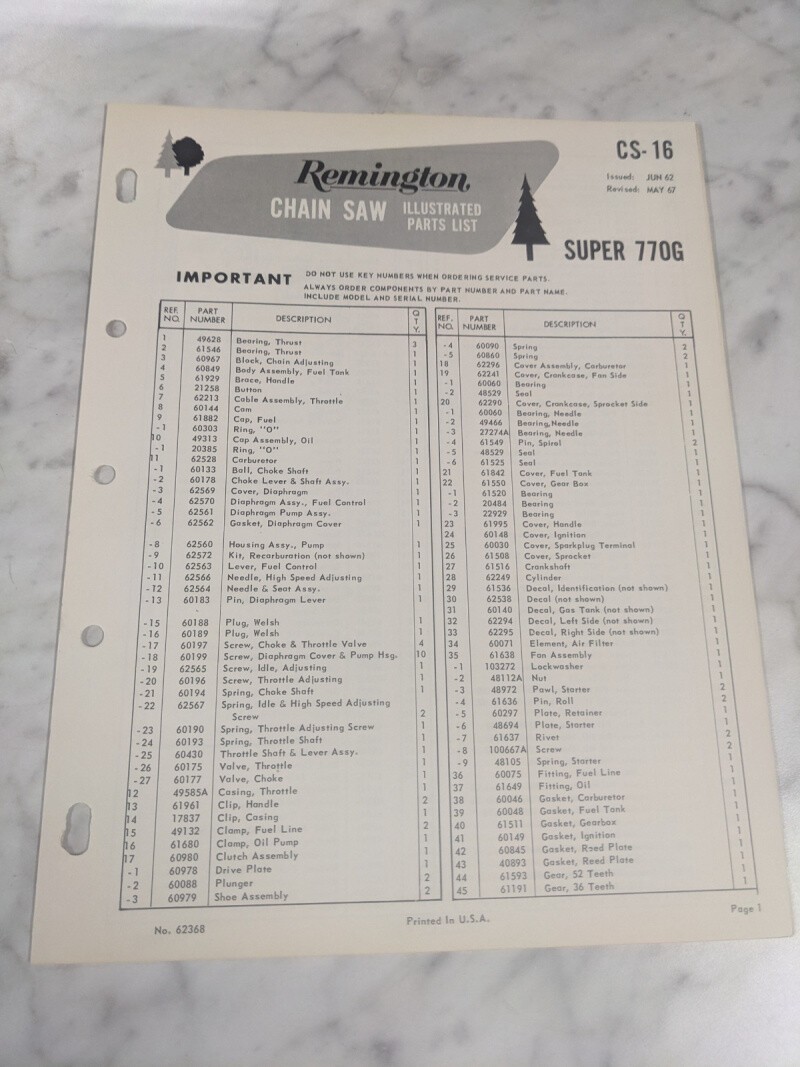 CS-16
Issued: JUN 62
Revised: MAY 67
Remington
CHAIN SAW ILLUSTRATED PARTS LIST
SUPER 770G
IMPORTANT DO NOT USE KEY NUMBERS WHEN ORDERING SERVICE PARTS.
ALWAYS ORDER COMPONENTS BY PART NUMBER AND PART NAME.
INCLUDE MODEL AND SERIAL NUMBER.
REF. NO. PART NUMBER DESCRIPTION QTY.
1 49628 Bearing, Thrust 3
2 61546 Bearing, Thrust 1
3 60967 Block, Chain Adjusting 1
4 60849 Body Assembly, Fuel Tank 1
5 61929 Brace, Handle 1
6 21258 Button 1
7 62213 Cable Assembly, Throttle 1
8 60144 Cam 1
9 61882 Cap, Fuel 1
-1 60303 Ring, "O" 1
10 49313 Cap Assembly, Oil 1
-1 20385 Ring, "O" 1
11 62528 Carburetor 1
-1 60133 Ball, Choke Shaft 1
-2 60178 Choke Lever & Shaft Assy. 1
-3 62569 Cover, Diaphragm 1
-4 62570 Diaphragm Assy., Fuel Control 1
-5 62561 Diaphragm Pump Assy. 1
-6 62562 Gasket, Diaphragm Cover 1
-8 62560 Housing Assy., Pump 1
-9 62572 Kit, Recarburation (not shown) 1
-10 62563 Lever, Fuel Control 1
-11 62566 Needle, High Speed Adjusting 1
-12 62564 Needle & Seat Assy. 1
-13 60183 Pin, Diaphragm Lever 1
-15 60188 Plug, Welsh 1
-16 60189 Plug, Welsh 1
-17 60197 Screw, Choke & Throttle Valve 4
-18 60199 Screw, Diaphragm Cover & Pump Hsg. 10
-19 62565 Screw, Idle, Adjusting 1
-20 60196 Screw, Throttle Adjusting 1
-21 60194 Spring, Choke Shaft 1
-22 62567 Spring, Idle & High Speed Adjusting
Screw 2
-23 60190 Spring, Throttle Adjusting Screw 1
-24 60193 Spring, Throttle Shaft 1
-25 60430 Throttle Shaft & Lever Assy. 1
-26 60175 Valve, Throttle 1
-27 60177 Valve, Choke 1
12 49585A Casing, Throttle 1
13 61961 Clip, Handle 2
14 17837 Clip, Casing 1
15 49132 Clamp, Fuel Line 2
16 61680 Clamp, Oil Pump 1
17 60980 Clutch Assembly 1
-1 60978 Drive Plate 1
-2 60088 Plunger 2
-3 60979 Shoe Assembly 2
REF. NO. PART NUMBER DESCRIPTION QTY.
-4 60090 Spring 2
-5 60860 Spring 2
18 62296 Cover Assembly, Carburetor 1
19 62241 Cover, Crankcase, Fan Side 1
-1 60060 Bearing 1
-2 48529 Seal 1
20 62290 Cover, Crankcase, Sprocket Side 1
-1 60060 Bearing, Needle 1
-2 49466 Bearing, Needle 1
-3 27274A Bearing, Needle 1
-4 61549 Pin, Spirol 2
-5 48529 Seal 1
-6 61525 Seal 1
21 61842 Cover, Fuel Tank 1
22 61550 Cover, Gear Box 1
-1 61520 Bearing 1
-2 20484 Bearing 1
-3 22929 Bearing 1
23 61995 Cover, Handle 1
24 60148 Cover, Ignition 1
25 60030 Cover, Sparkplug Terminal 1
26 61508 Cover, Sprocket 1
27 61516 Crankshaft 1
28 62249 Cylinder 1
29 61536 Decal, Identification (not shown) 1
30 62538 Decal (not shown) 1
31 60140 Decal, Gas Tank (not shown) 1
32 62294 Decal, Left Side (not shown) 1
33 62295 Decal, Right Side (not shown) 1
34 60071 Element, Air Filter 1
35 61638 Fan Assembly 1
-1 103272 Lockwasher 1
-2 48112A Nut 1
-3 48972 Pawl, Starter 2
-4 61636 Pin, Roll 2
-5 60297 Plate, Retainer 1
-6 48694 Plate, Starter 1
-7 61637 Rivet 2
-8 100667A Screw 2
-9 48105 Spring, Starter 1
36 60075 Fitting, Fuel Line 1
37 61649 Fitting, Oil 1
38 60046 Gasket, Carburetor 1
39 60048 Gasket, Fuel Tank 1
40 61511 Gasket, Gearbox 1
41 60149 Gasket, Ignition 1
42 60845 Gasket, Reed Plate 1
43 40893 Gasket, Reed Plate 1
44 61593 Gear, 52 Teeth 1
45 61191 Gear, 36 Teeth 1
No. 62368
Printed In U.S.A.
Page 1